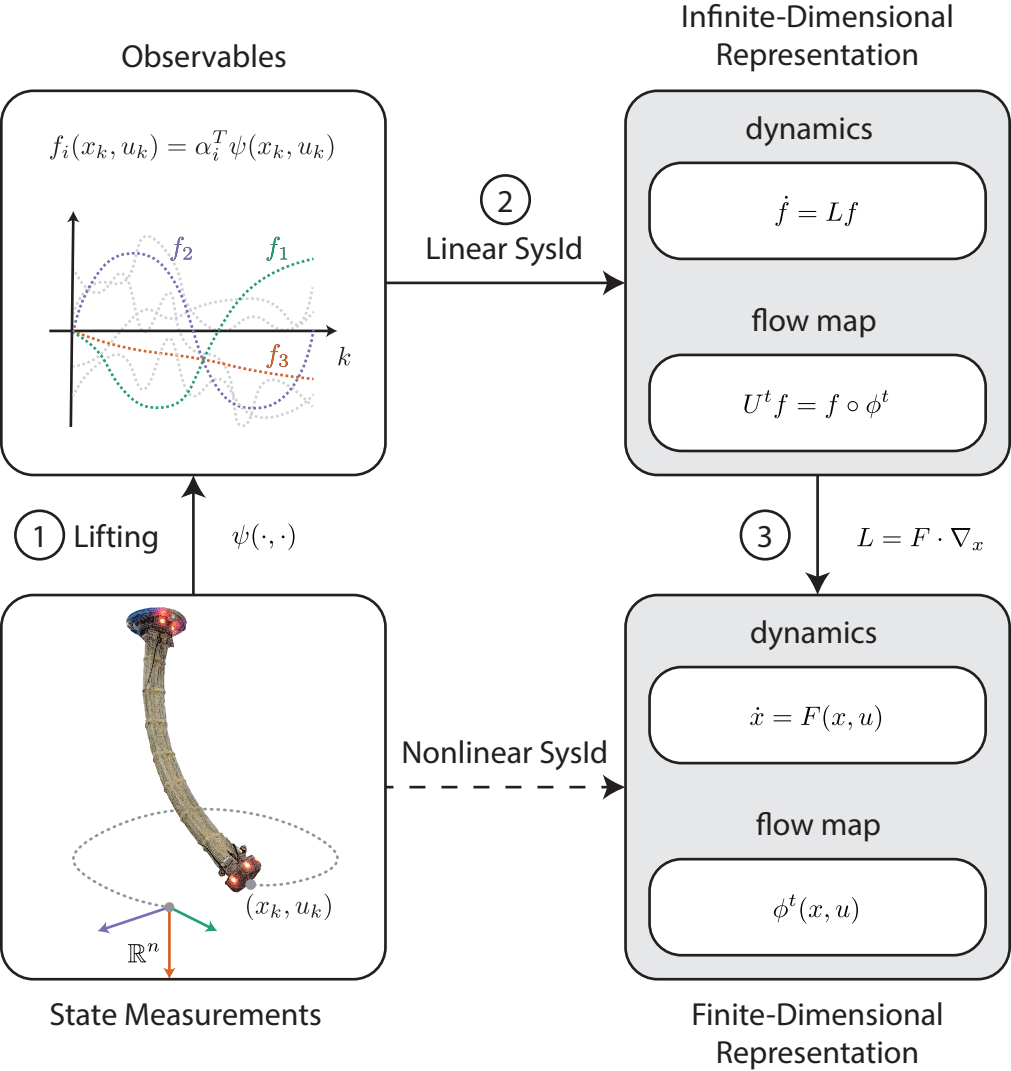 Observables
f_i(x_k, u_k) = α_i^T ψ(x_k, u_k)
f_2
f_1
f_3
k
2
Linear SysId
Infinite-Dimensional
Representation
dynamics
ḟ = Lf
flow map
U^t f = f ∘ ϕ^t
1 Lifting
ψ(·, ·)
3
L = F · ∇_x
(x_k, u_k)
ℝ^n
State Measurements
Nonlinear SysId
dynamics
ẋ = F(x, u)
flow map
ϕ^t(x, u)
Finite-Dimensional
Representation